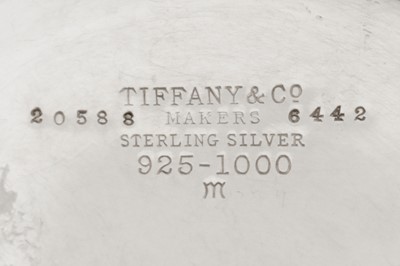 TIFFANY & Cº
20588 MAKERS 6442
STERLING SILVER
925-1000
m